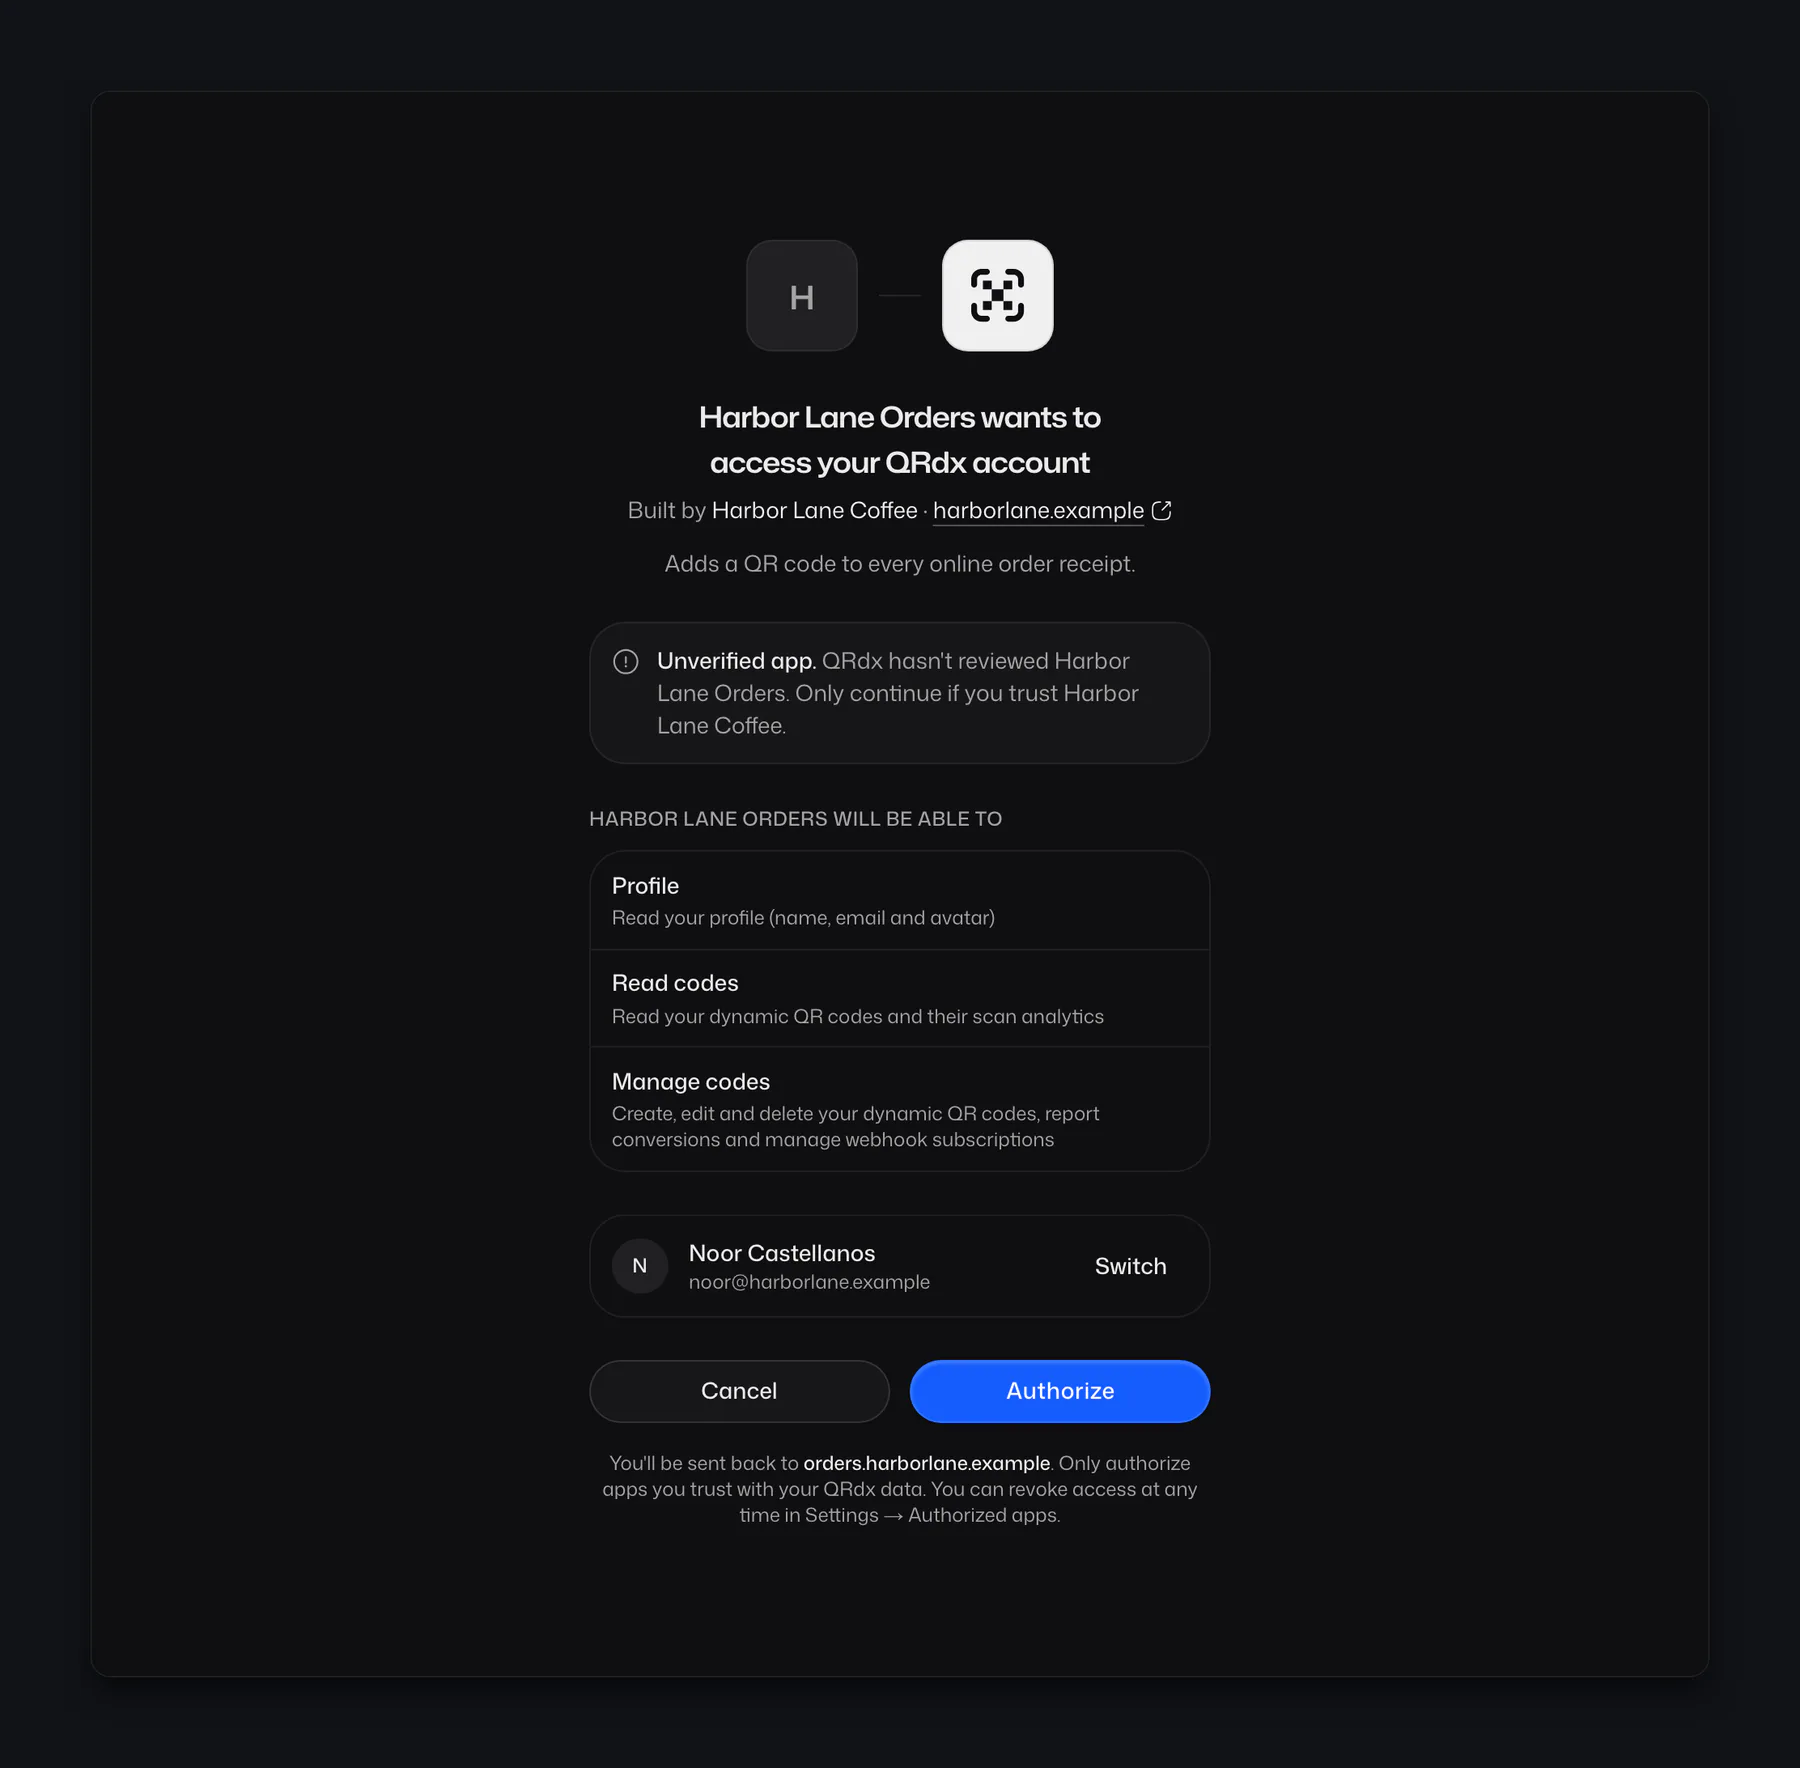 H
Harbor Lane Orders wants to
access your QRdx account
Built by Harbor Lane Coffee · harborlane.example
Adds a QR code to every online order receipt.
Unverified app. QRdx hasn't reviewed Harbor
Lane Orders. Only continue if you trust Harbor
Lane Coffee.
HARBOR LANE ORDERS WILL BE ABLE TO
Profile
Read your profile (name, email and avatar)
Read codes
Read your dynamic QR codes and their scan analytics
Manage codes
Create, edit and delete your dynamic QR codes, report
conversions and manage webhook subscriptions
N
Noor Castellanos
noor@harborlane.example
Switch
Cancel
Authorize
You'll be sent back to orders.harborlane.example. Only authorize
apps you trust with your QRdx data. You can revoke access at any
time in Settings → Authorized apps.